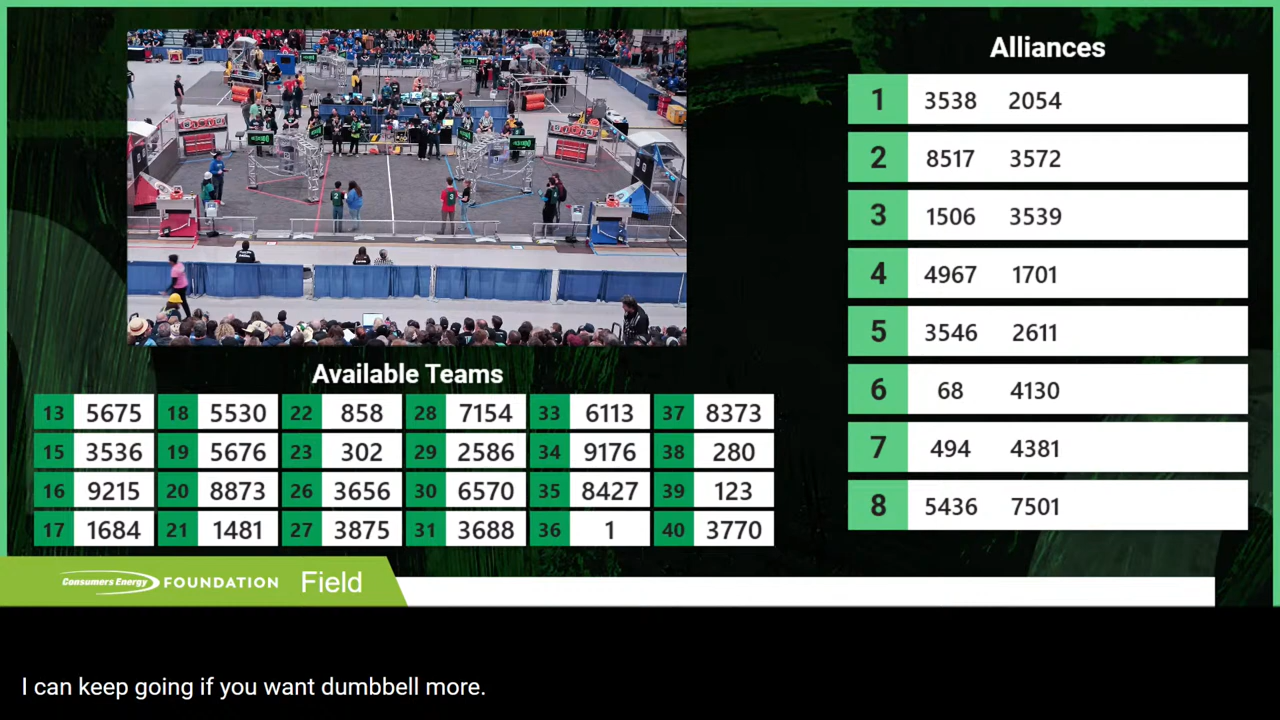 Alliances
1 3538 2054
2 8517 3572
3 1506 3539
4 4967 1701
5 3546 2611
6 68 4130
7 494 4381
8 5436 7501
Available Teams
13 5675 18 5530 22 858 28 7154 33 6113 37 8373
15 3536 19 5676 23 302 29 2586 34 9176 38 280
16 9215 20 8873 26 3656 30 6570 35 8427 39 123
17 1684 21 1481 27 3875 31 3688 36 1 40 3770
Consumers Energy FOUNDATION Field
I can keep going if you want dumbbell more.